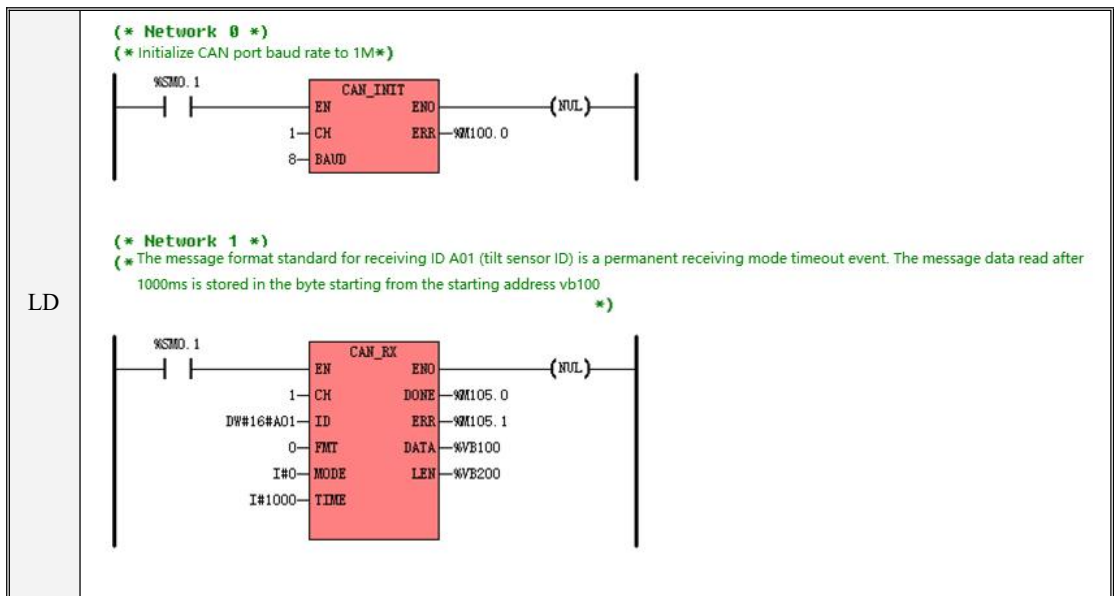 (* Network 0 *)
(* Initialize CAN port baud rate to 1M*)
%SM0.1
CAN_INIT
EN ENO
(NUL)
1 CH ERR %M100.0
8 BAUD
(* Network 1 *)
(* The message format standard for receiving ID A01 (tilt sensor ID) is a permanent receiving mode timeout event. The message data read after
1000ms is stored in the byte starting from the starting address vb100
*)
LD
%SM0.1
CAN_RX
EN ENO
(NUL)
1 CH DONE %M105.0
DW#16#A01 ID ERR %M105.1
0 FMT DATA %VB100
I#0 MODE LEN %VB200
I#1000 TIME